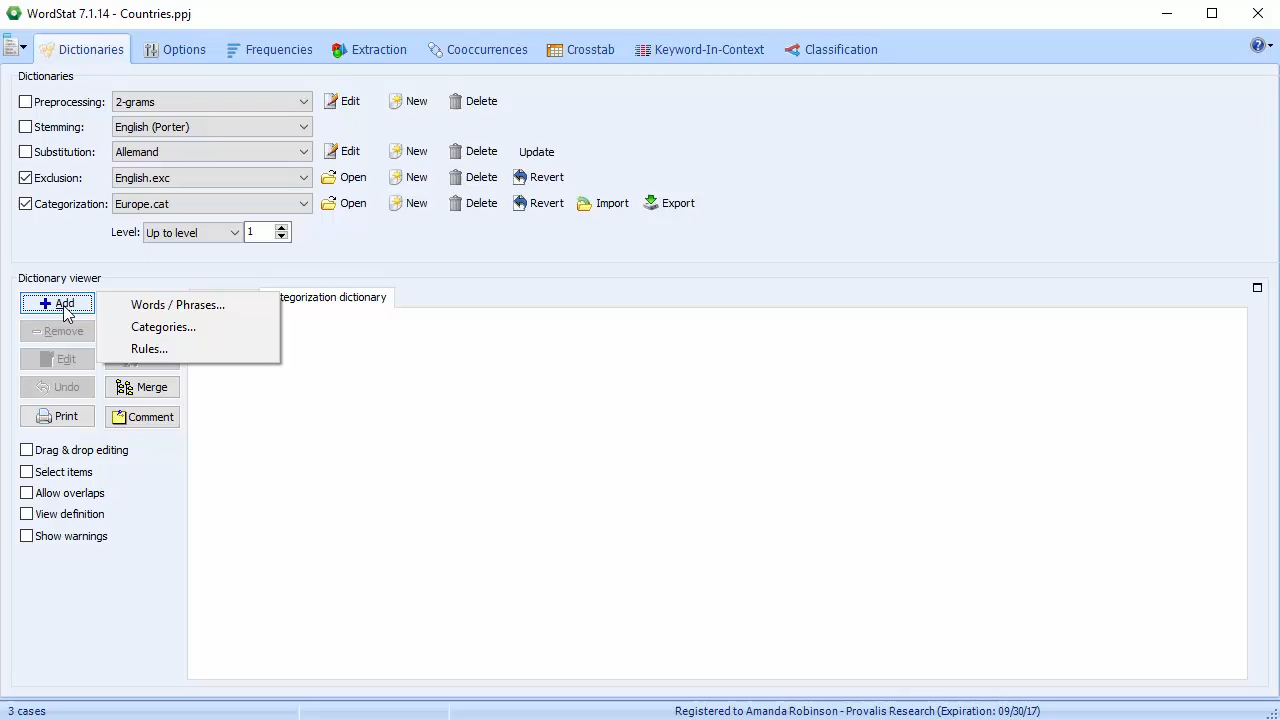 WordStat 7.1.14 - Countries.ppj
Dictionaries Options Frequencies Extraction Cooccurrences Crosstab Keyword-In-Context Classification
Dictionaries
Preprocessing: 2-grams Edit New Delete
Stemming: English (Porter)
Substitution: Allemand Edit New Delete Update
Exclusion: English.exc Open New Delete Revert
Categorization: Europe.cat Open New Delete Revert Import Export
Level: Up to level 1
Dictionary viewer
Add Words / Phrases... tegorization dictionary
Remove Categories...
Rules...
Edit
Undo Merge
Print Comment
Drag & drop editing
Select items
Allow overlaps
View definition
Show warnings
3 cases Registered to Amanda Robinson - Provalis Research (Expiration: 09/30/17)